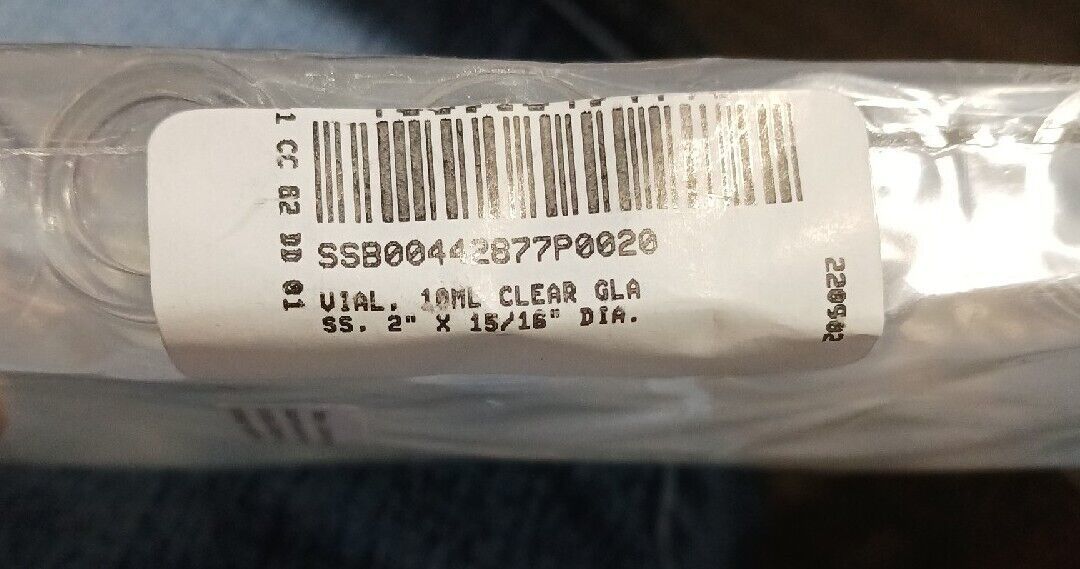 1 CC 82 DD 01
SSB00442877P0020
VIAL, 10ML CLEAR GLA
SS. 2" X 15/16" DIA.
220902